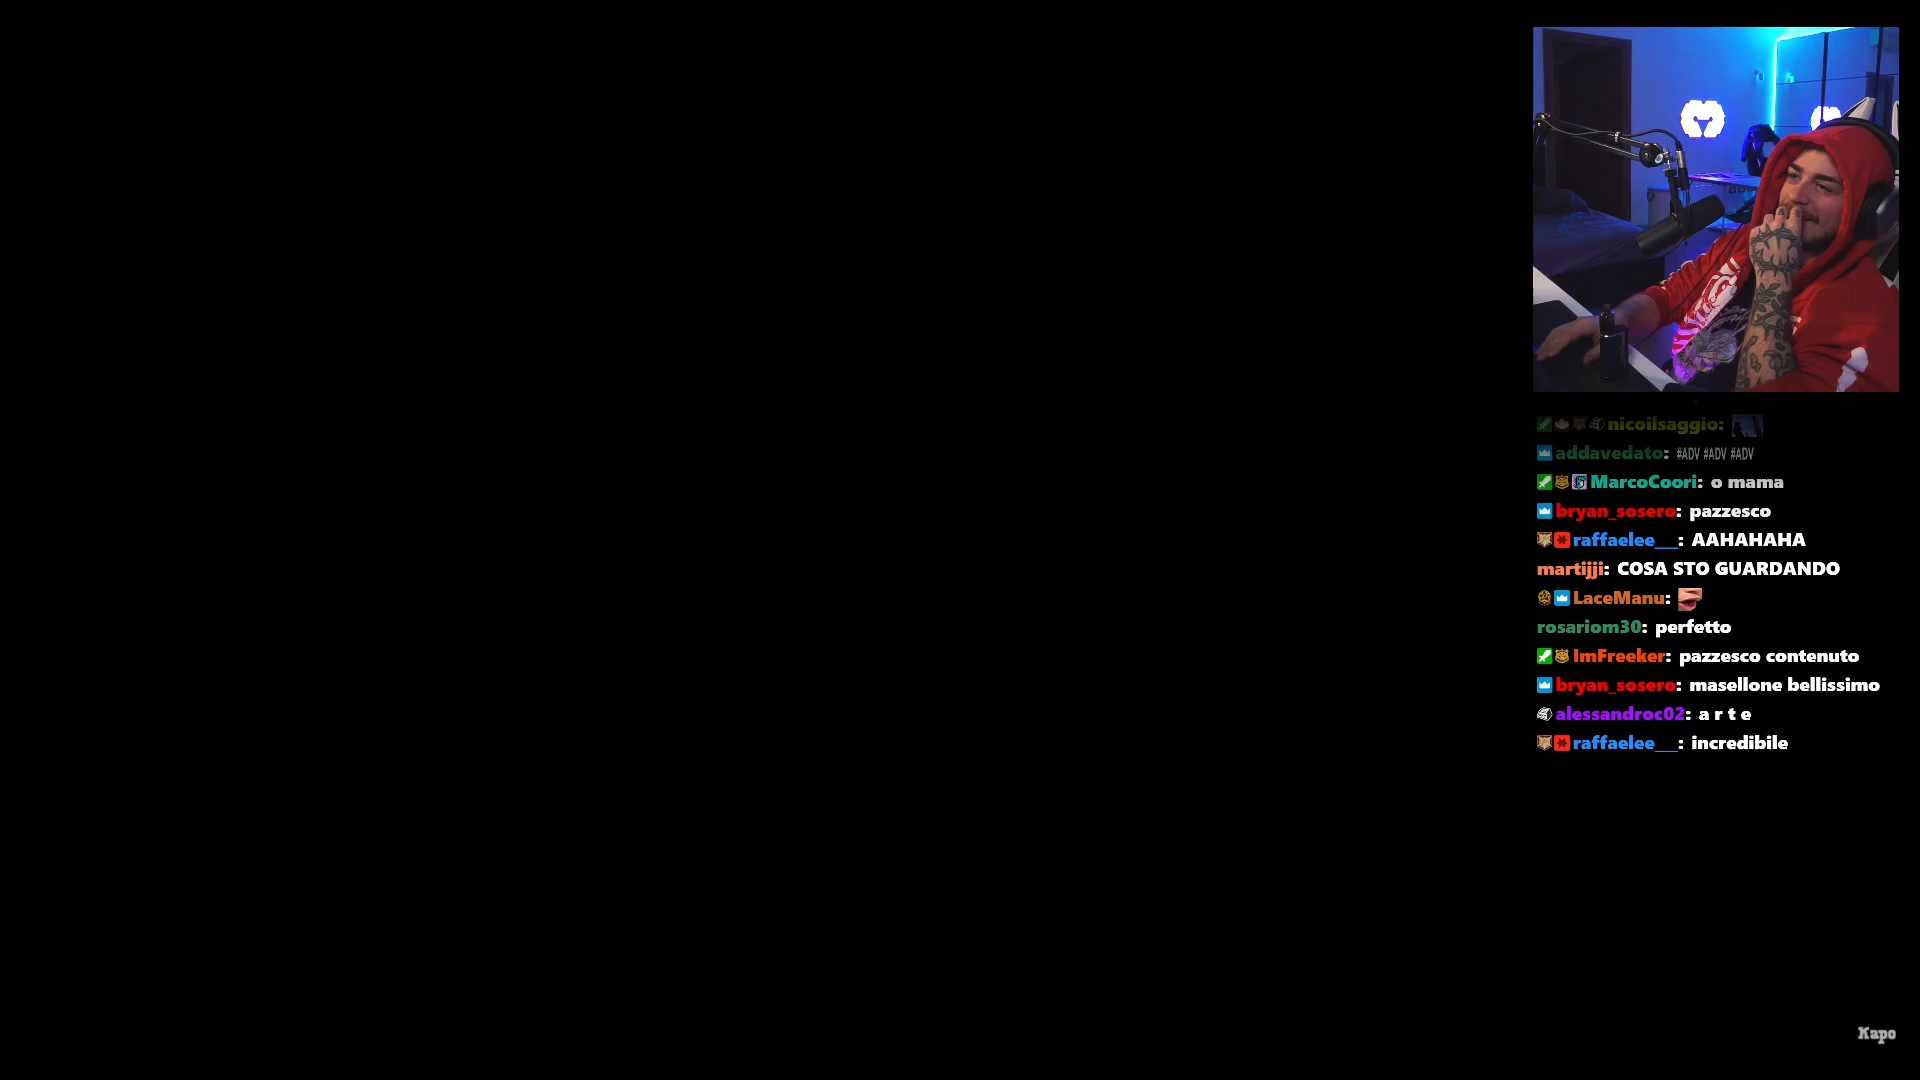 nicoilsaggio:
addavedato: #ADV #ADV #ADV
MarcoCoori: o mama
bryan_sosero: pazzesco
raffaelee__: AAHAHAHA
martijji: COSA STO GUARDANDO
LaceManu:
rosariom30: perfetto
ImFreeker: pazzesco contenuto
bryan_sosero: masellone bellissimo
alessandroc02: a r t e
raffaelee__: incredibile
Kapo